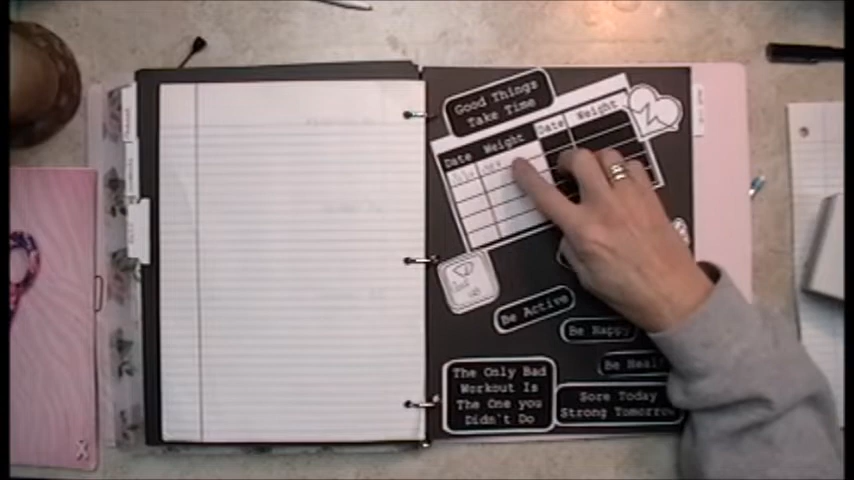 Good Things
Take Time
Date Weight Date Weight
July
Be Active
Be Happy
Be Heal
The Only Bad
Workout Is
The One you
Didn't Do
Sore Today
Strong Tomorrow